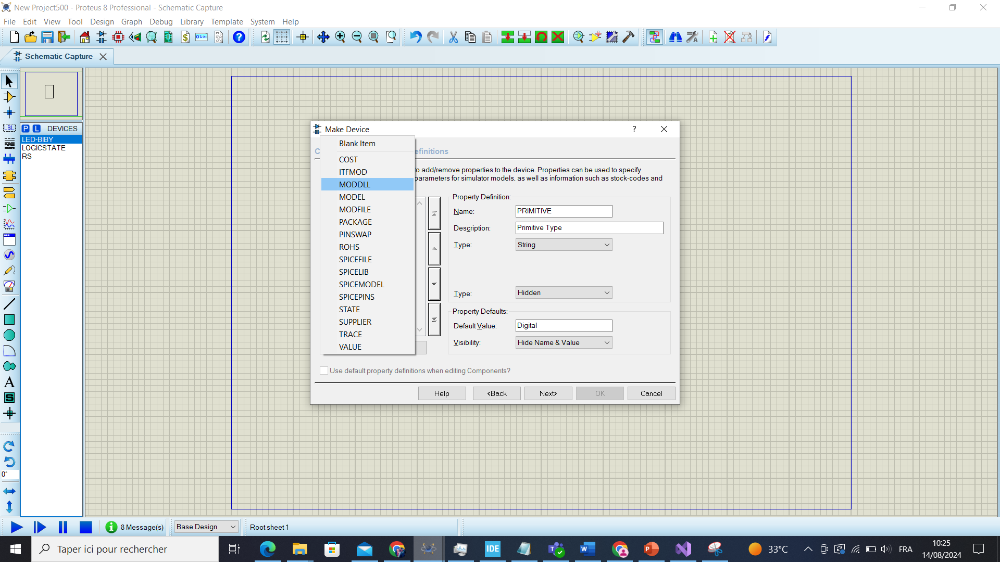 New Project500 - Proteus 8 Professional - Schematic Capture
File Edit View Tool Design Graph Debug Library Template System Help
Schematic Capture
P L DEVICES
LED-BIBY
LOGICSTATE
RS
LBL
A
S
0°
Make Device
Blank Item
COST
ITFMOD
MODDLL
MODEL
MODFILE
PACKAGE
PINSWAP
ROHS
SPICEFILE
SPICELIB
SPICEMODEL
SPICEPINS
STATE
SUPPLIER
TRACE
VALUE
C efinitions
to add/remove properties to the device. Properties can be used to specify
parameters for simulator models, as well as information such as stock-codes and
Property Definition:
Name: PRIMITIVE
Description: Primitive Type
Type: String
Type: Hidden
Property Defaults:
Default Value: Digital
Visibility: Hide Name & Value
Use default property definitions when editing Components?
Help <Back Next> OK Cancel
8 Message(s) Base Design Root sheet 1
Taper ici pour rechercher
IDE
33°C
FRA
10:25
14/08/2024